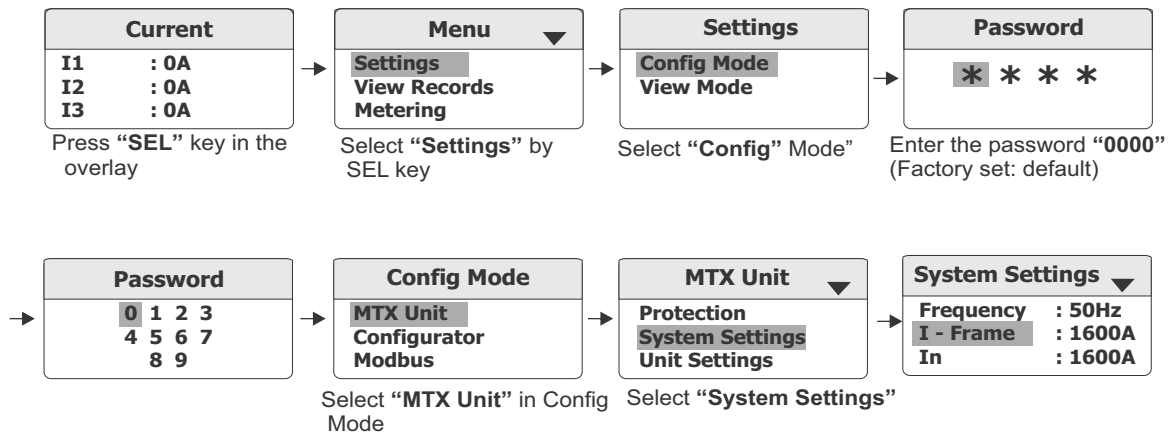 Current
I1 : 0A
I2 : 0A
I3 : 0A
Press “SEL” key in the
overlay
Menu
Settings
View Records
Metering
Select “Settings” by
SEL key
Settings
Config Mode
View Mode
Select “Config” Mode”
Password
* * * *
Enter the password “0000”
(Factory set: default)
Password
0 1 2 3
4 5 6 7
8 9
Config Mode
MTX Unit
Configurator
Modbus
Select “MTX Unit” in Config
Mode
MTX Unit
Protection
System Settings
Unit Settings
Select “System Settings”
System Settings
Frequency : 50Hz
I - Frame : 1600A
In : 1600A